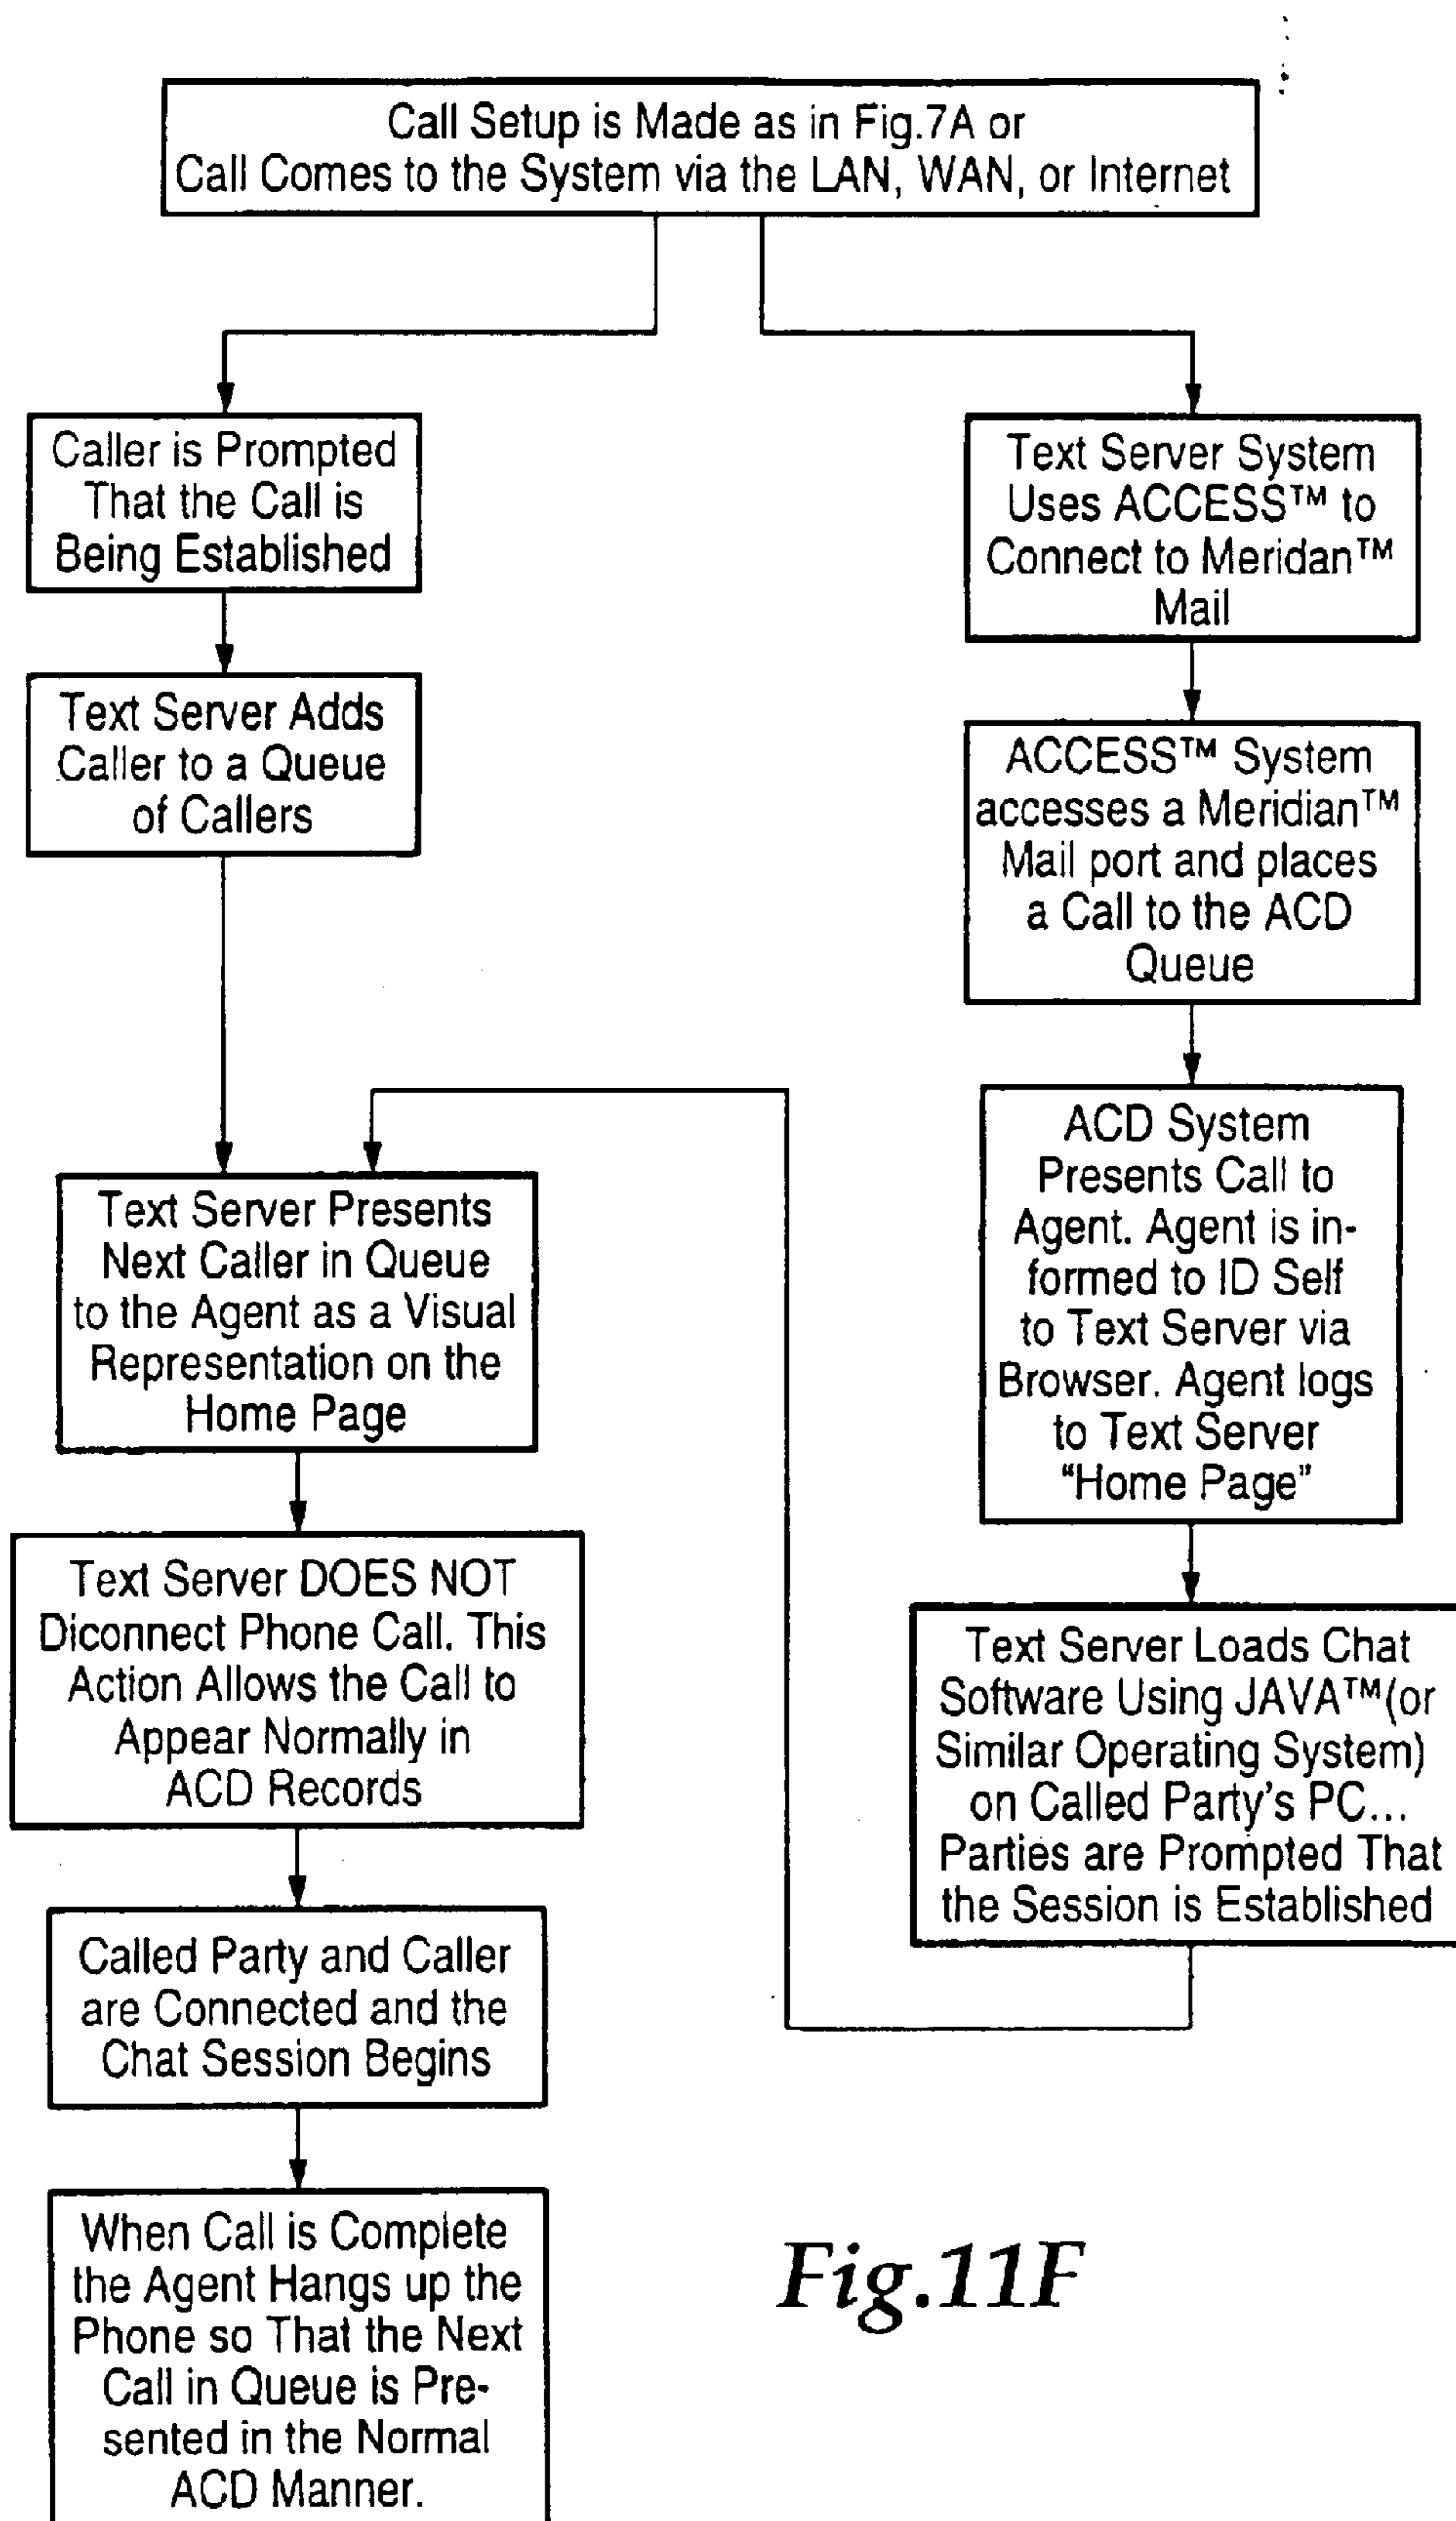 Call Setup is Made as in Fig.7A or
Call Comes to the System via the LAN, WAN, or Internet
Caller is Prompted
That the Call is
Being Established
Text Server Adds
Caller to a Queue
of Callers
Text Server System
Uses ACCESS™ to
Connect to Meridan™
Mail
ACCESS™ System
accesses a Meridian™
Mail port and places
a Call to the ACD
Queue
ACD System
Presents Call to
Agent. Agent is in-
formed to ID Self
to Text Server via
Browser. Agent logs
to Text Server
“Home Page”
Text Server Loads Chat
Software Using JAVA™(or
Similar Operating System)
on Called Party's PC...
Parties are Prompted That
the Session is Established
Text Server Presents
Next Caller in Queue
to the Agent as a Visual
Representation on the
Home Page
Text Server DOES NOT
Diconnect Phone Call. This
Action Allows the Call to
Appear Normally in
ACD Records
Called Party and Caller
are Connected and the
Chat Session Begins
When Call is Complete
the Agent Hangs up the
Phone so That the Next
Call in Queue is Pre-
sented in the Normal
ACD Manner.
Fig.11F